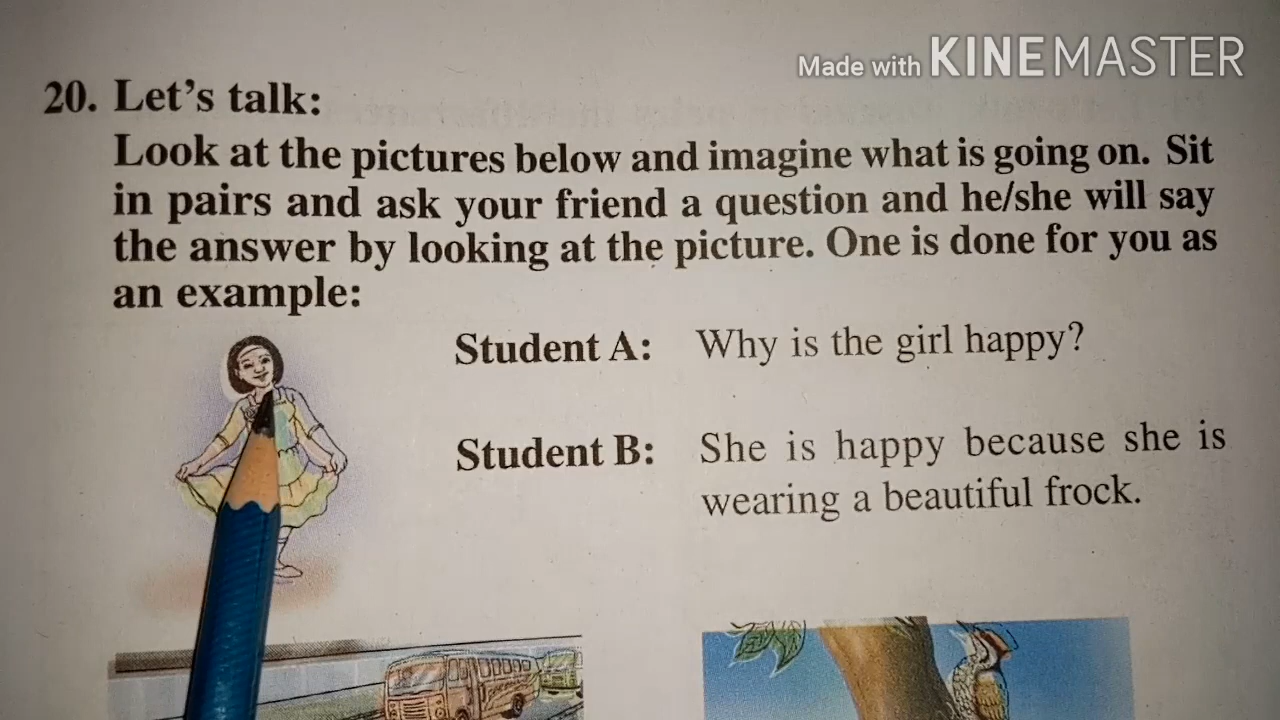 Made with KINEMASTER
20. Let's talk:
Look at the pictures below and imagine what is going on. Sit
in pairs and ask your friend a question and he/she will say
the answer by looking at the picture. One is done for you as
an example:
Student A: Why is the girl happy?
Student B: She is happy because she is
wearing a beautiful frock.